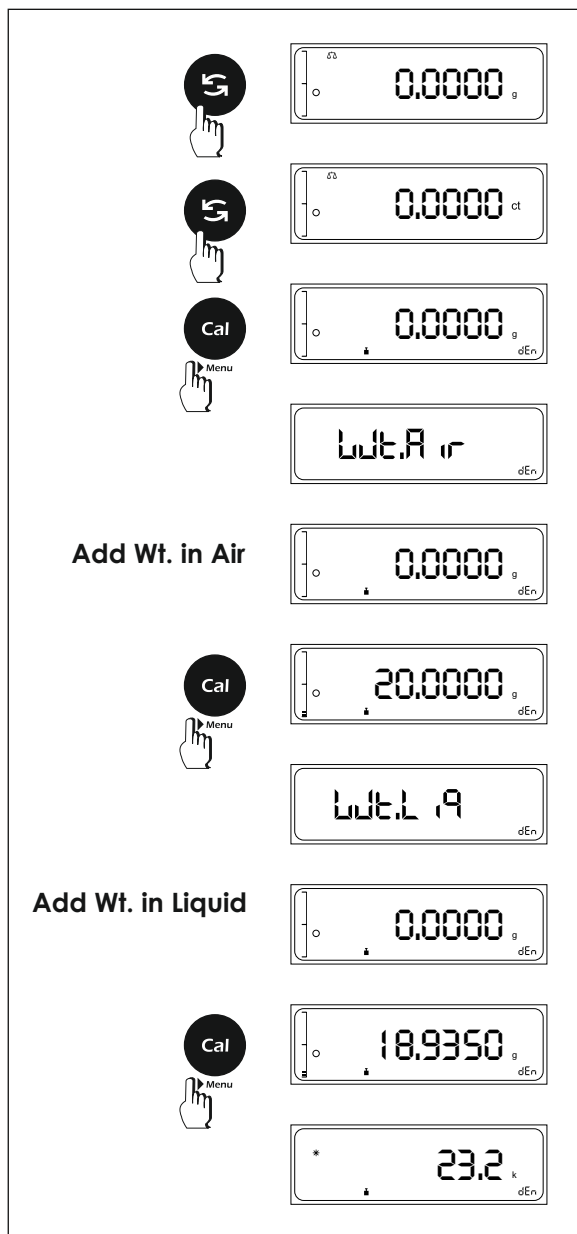 0.0000 g
0.0000 ct
Cal
Menu
0.0000 g
dEn
Wt.Air
dEn
Add Wt. in Air
0.0000 g
dEn
Cal
Menu
20.0000 g
dEn
Wt.Liq
dEn
Add Wt. in Liquid
0.0000 g
dEn
Cal
Menu
18.9350 g
dEn
* 23.2 k
dEn